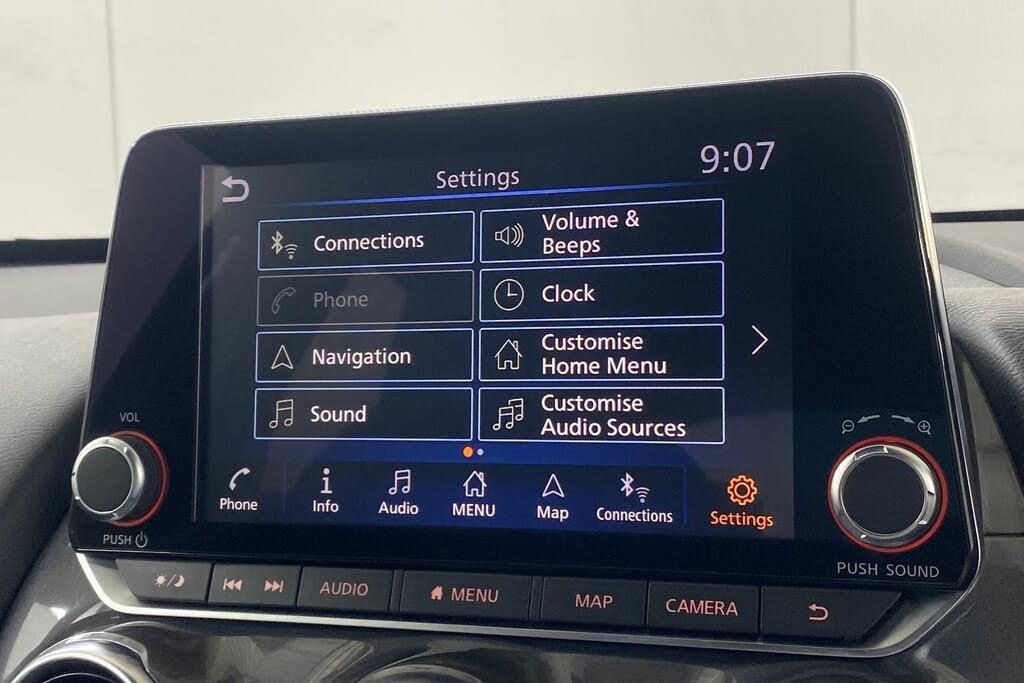 9:07
Settings
Connections
Volume &
Beeps
Phone
Clock
Navigation
Customise
Home Menu
Sound
Customise
Audio Sources
Phone
Info
Audio
MENU
Map
Connections
Settings
VOL
PUSH
PUSH SOUND
AUDIO
MENU
MAP
CAMERA